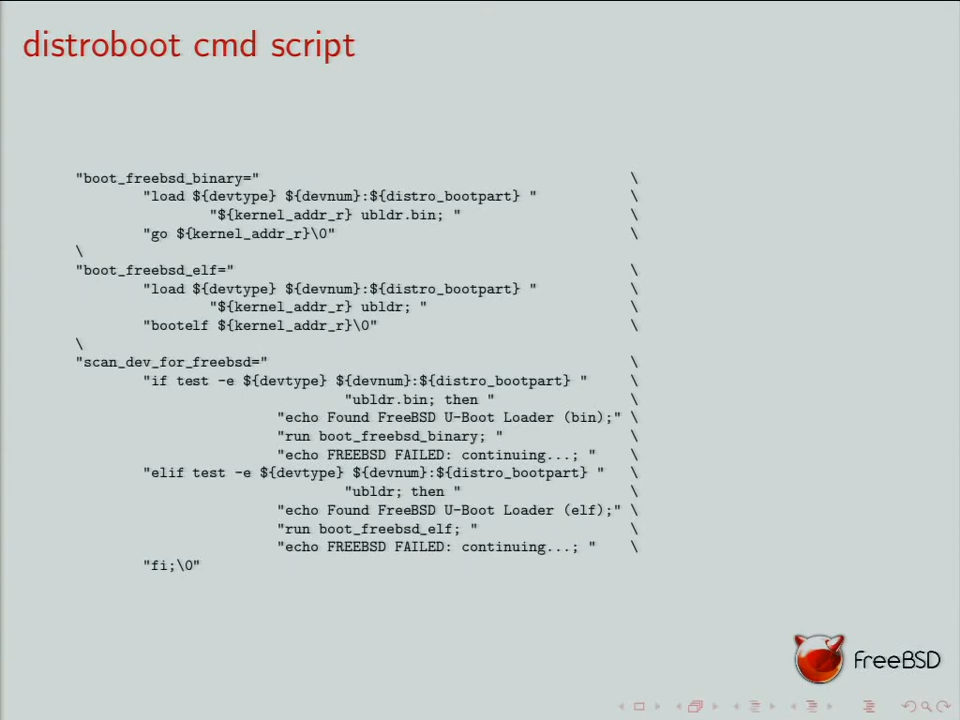 distroboot cmd script
"boot_freebsd_binary=" \
"load ${devtype} ${devnum}:${distro_bootpart} " \
"${kernel_addr_r} ubldr.bin; " \
"go ${kernel_addr_r}\0" \
\
"boot_freebsd_elf=" \
"load ${devtype} ${devnum}:${distro_bootpart} " \
"${kernel_addr_r} ubldr; " \
"bootelf ${kernel_addr_r}\0" \
\
"scan_dev_for_freebsd=" \
"if test -e ${devtype} ${devnum}:${distro_bootpart} " \
"ubldr.bin; then " \
"echo Found FreeBSD U-Boot Loader (bin);" \
"run boot_freebsd_binary; " \
"echo FREEBSD FAILED: continuing...; " \
"elif test -e ${devtype} ${devnum}:${distro_bootpart} " \
"ubldr; then " \
"echo Found FreeBSD U-Boot Loader (elf);" \
"run boot_freebsd_elf; " \
"echo FREEBSD FAILED: continuing...; " \
"fi;\0"
FreeBSD